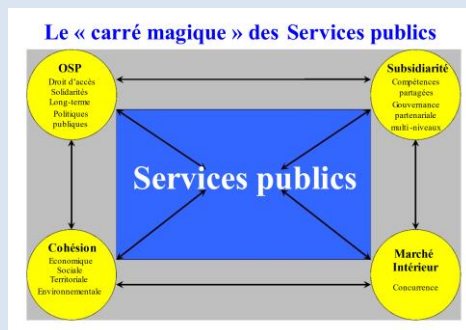 Le « carré magique » des Services publics
OSP
Droit d'accès
Solidarités
Long-terme
Politiques
publiques
Subsidiarité
Compétences
partagées
Gouvernance
partenariale
multi-niveaux
Services publics
Cohésion
Economique
Sociale
Territoriale
Environnementale
Marché
Intérieur
Concurrence